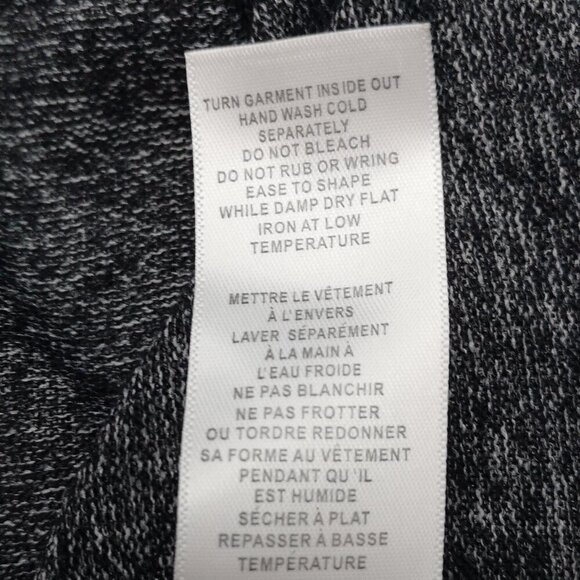 TURN GARMENT INSIDE OUT
HAND WASH COLD
SEPARATELY
DO NOT BLEACH
DO NOT RUB OR WRING
EASE TO SHAPE
WHILE DAMP DRY FLAT
IRON AT LOW
TEMPERATURE
METTRE LE VÊTEMENT
À L'ENVERS
LAVER SÉPARÉMENT
À LA MAIN À
L'EAU FROIDE
NE PAS BLANCHIR
NE PAS FROTTER
OU TORDRE REDONNER
SA FORME AU VÊTEMENT
PENDANT QU'IL
EST HUMIDE
SÉCHER À PLAT
REPASSER À BASSE
TEMPÉRATURE